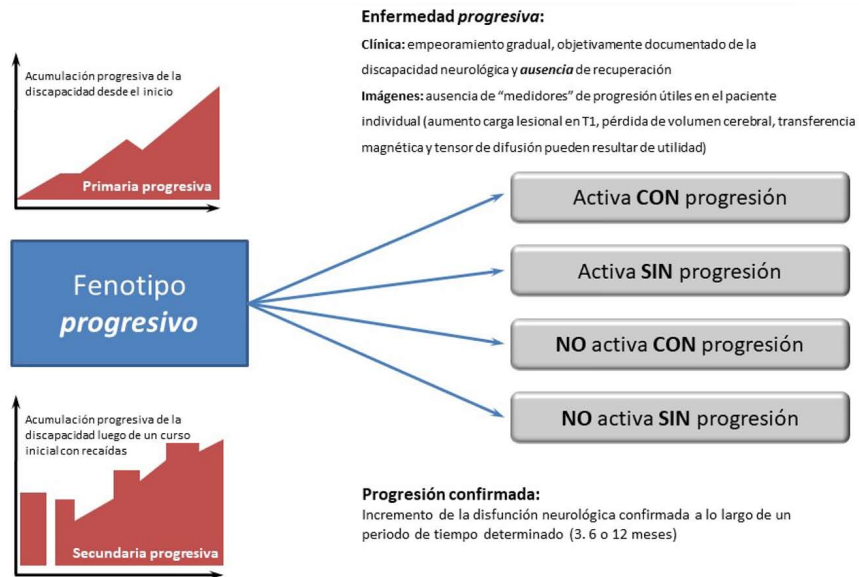 Enfermedad progresiva:
Clínica: empeoramiento gradual, objetivamente documentado de la
discapacidad neurológica y ausencia de recuperación
Imágenes: ausencia de “medidores” de progresión útiles en el paciente
individual (aumento carga lesional en T1, pérdida de volumen cerebral, transferencia
magnética y tensor de difusión pueden resultar de utilidad)
Acumulación progresiva de la
discapacidad desde el inicio
Primaria progresiva
Fenotipo
progresivo
Activa CON progresión
Activa SIN progresión
NO activa CON progresión
NO activa SIN progresión
Acumulación progresiva de la
discapacidad luego de un curso
inicial con recaídas
Secundaria progresiva
Progresión confirmada:
Incremento de la disfunción neurológica confirmada a lo largo de un
periodo de tiempo determinado (3. 6 o 12 meses)